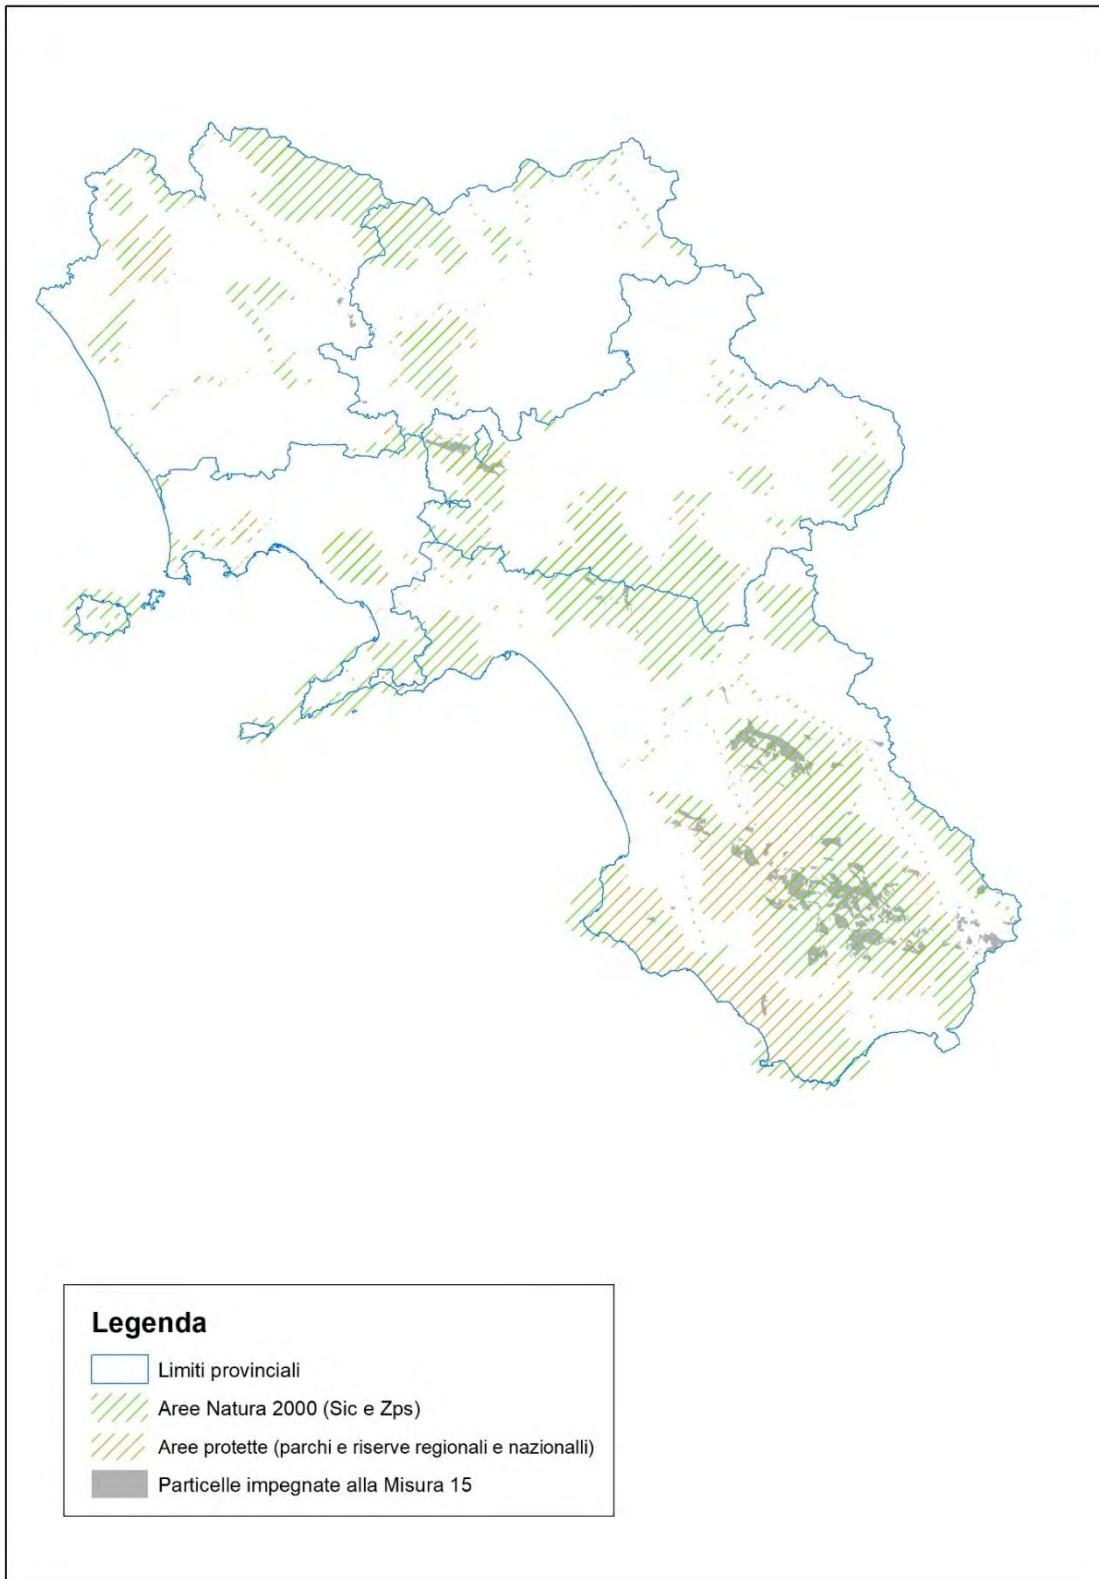 Legenda
Limiti provinciali
Aree Natura 2000 (Sic e Zps)
Aree protette (parchi e riserve regionali e nazionalli)
Particelle impegnate alla Misura 15